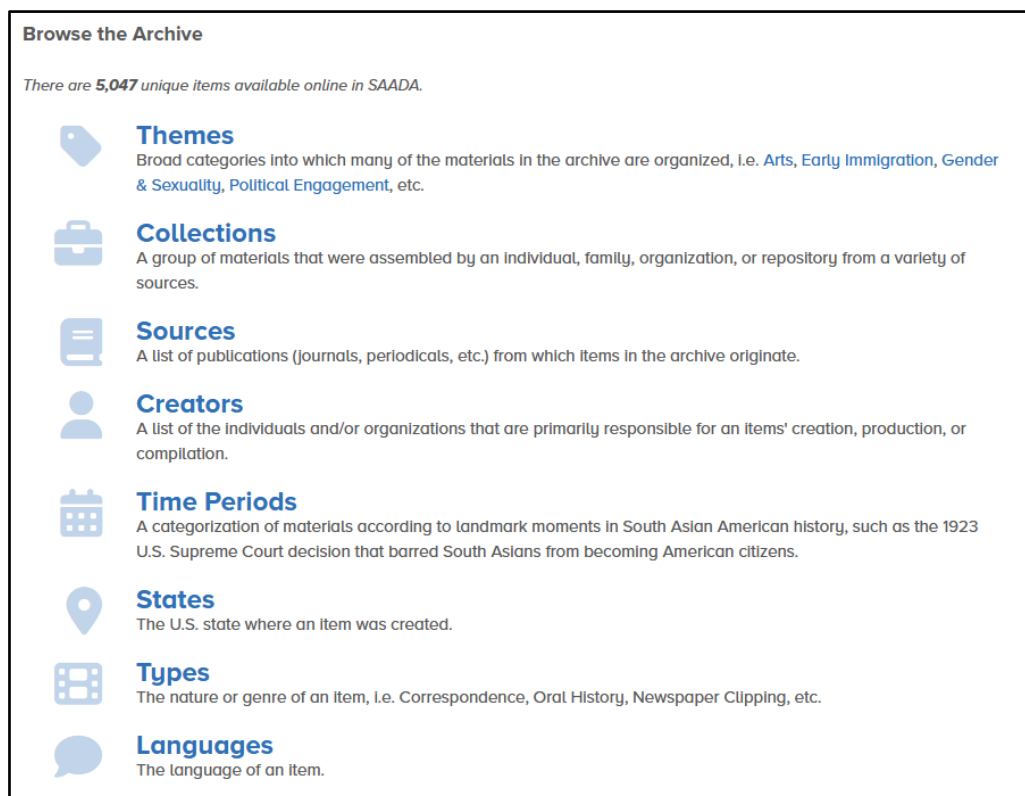 Browse the Archive
There are 5,047 unique items available online in SAADA.
Themes
Broad categories into which many of the materials in the archive are organized, i.e. Arts, Early Immigration, Gender
& Sexuality, Political Engagement, etc.
Collections
A group of materials that were assembled by an individual, family, organization, or repository from a variety of
sources.
Sources
A list of publications (journals, periodicals, etc.) from which items in the archive originate.
Creators
A list of the individuals and/or organizations that are primarily responsible for an items' creation, production, or
compilation.
Time Periods
A categorization of materials according to landmark moments in South Asian American history, such as the 1923
U.S. Supreme Court decision that barred South Asians from becoming American citizens.
States
The U.S. state where an item was created.
Types
The nature or genre of an item, i.e. Correspondence, Oral History, Newspaper Clipping, etc.
Languages
The language of an item.